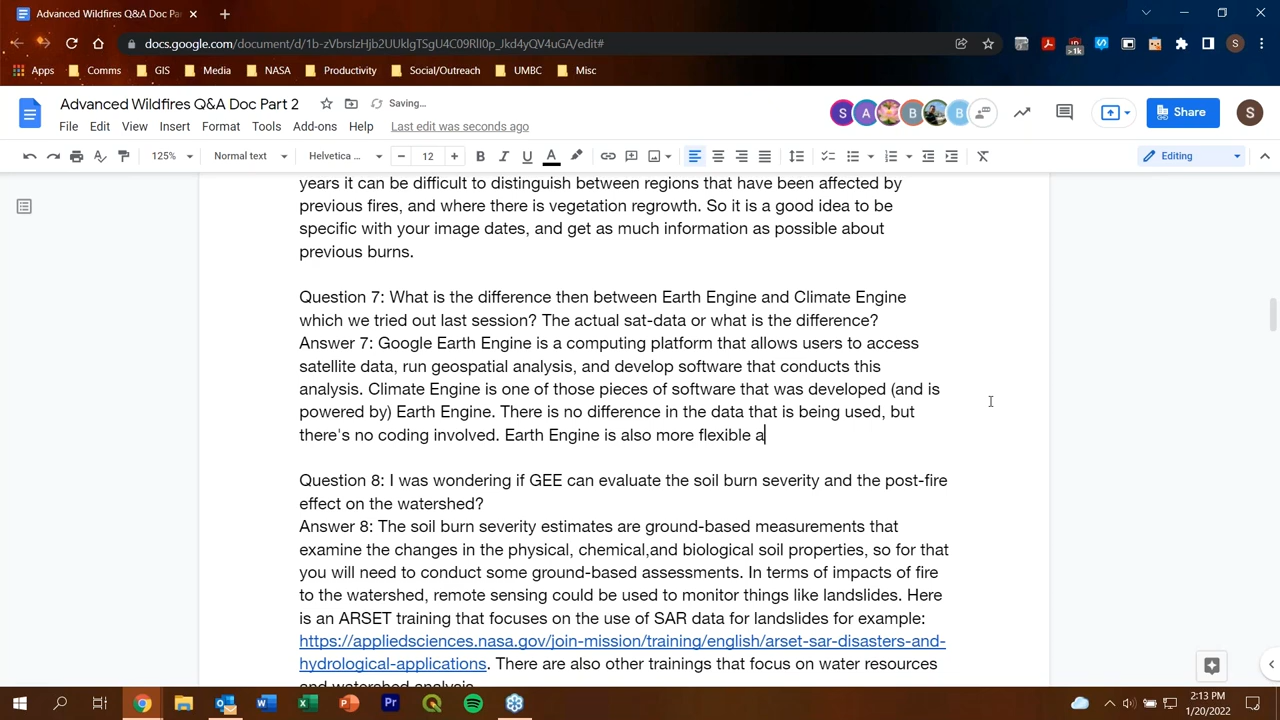 Advanced Wildfires Q&A Doc Pa
docs.google.com/document/d/1b-zVbrsIzHjb2UUklgTSgU4C09RlI0p_Jkd4yQV4uGA/edit#
>1k
S
Apps Comms GIS Media NASA Productivity Social/Outreach UMBC Misc
Advanced Wildfires Q&A Doc Part 2
Saving...
S A B B
Share
S
File Edit View Insert Format Tools Add-ons Help Last edit was seconds ago
125% Normal text Helvetica ... 12 B I U A Editing
years it can be difficult to distinguish between regions that have been affected by
previous fires, and where there is vegetation regrowth. So it is a good idea to be
specific with your image dates, and get as much information as possible about
previous burns.
Question 7: What is the difference then between Earth Engine and Climate Engine
which we tried out last session? The actual sat-data or what is the difference?
Answer 7: Google Earth Engine is a computing platform that allows users to access
satellite data, run geospatial analysis, and develop software that conducts this
analysis. Climate Engine is one of those pieces of software that was developed (and is
powered by) Earth Engine. There is no difference in the data that is being used, but
there's no coding involved. Earth Engine is also more flexible a
Question 8: I was wondering if GEE can evaluate the soil burn severity and the post-fire
effect on the watershed?
Answer 8: The soil burn severity estimates are ground-based measurements that
examine the changes in the physical, chemical,and biological soil properties, so for that
you will need to conduct some ground-based assessments. In terms of impacts of fire
to the watershed, remote sensing could be used to monitor things like landslides. Here
is an ARSET training that focuses on the use of SAR data for landslides for example:
https://appliedsciences.nasa.gov/join-mission/training/english/arset-sar-disasters-and-
hydrological-applications. There are also other trainings that focus on water resources
and watershed analysis.
2:13 PM
1/20/2022